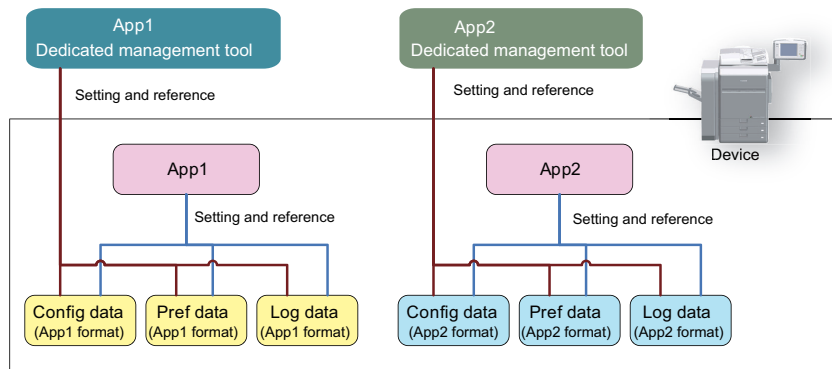 App1
Dedicated management tool
App2
Dedicated management tool
Setting and reference
Setting and reference
Device
App1
App2
Setting and reference
Setting and reference
Config data
(App1 format)
Pref data
(App1 format)
Log data
(App1 format)
Config data
(App2 format)
Pref data
(App2 format)
Log data
(App2 format)